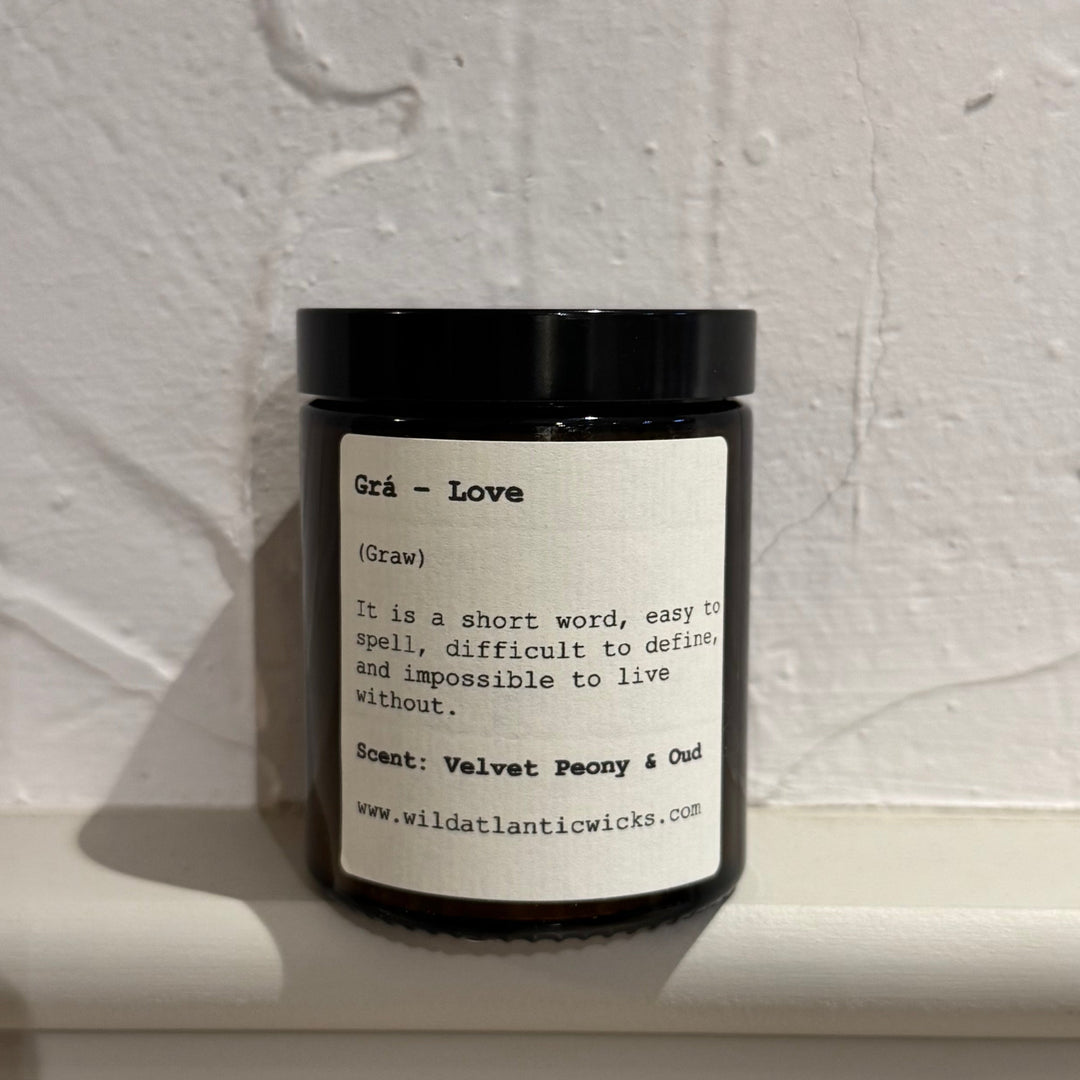 Grá - Love
(Graw)
It is a short word, easy to
spell, difficult to define,
and impossible to live
without.
Scent: Velvet Peony & Oud
www.wildatlanticwicks.com